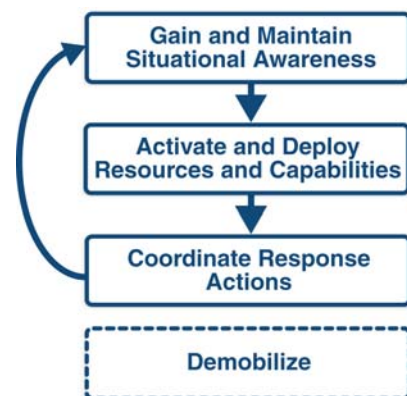 Gain and Maintain
Situational Awareness
Activate and Deploy
Resources and Capabilities
Coordinate Response
Actions
Demobilize